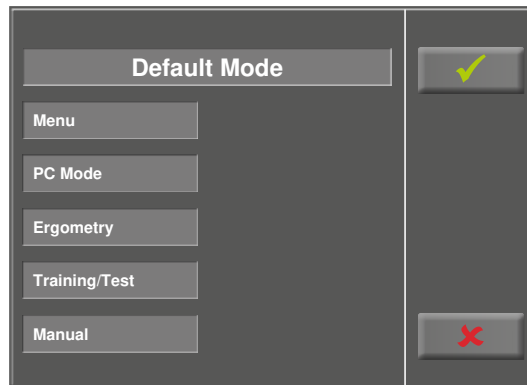 Default Mode
Menu
PC Mode
Ergometry
Training/Test
Manual